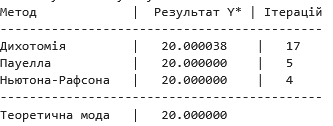 Метод | Результат Y* | Ітерацій
--------------------------------------------
Дихотомія | 20.000038 | 17
Пауелла | 20.000000 | 5
Ньютона-Рафсона | 20.000000 | 4
--------------------------------------------
Теоретична мода | 20.000000